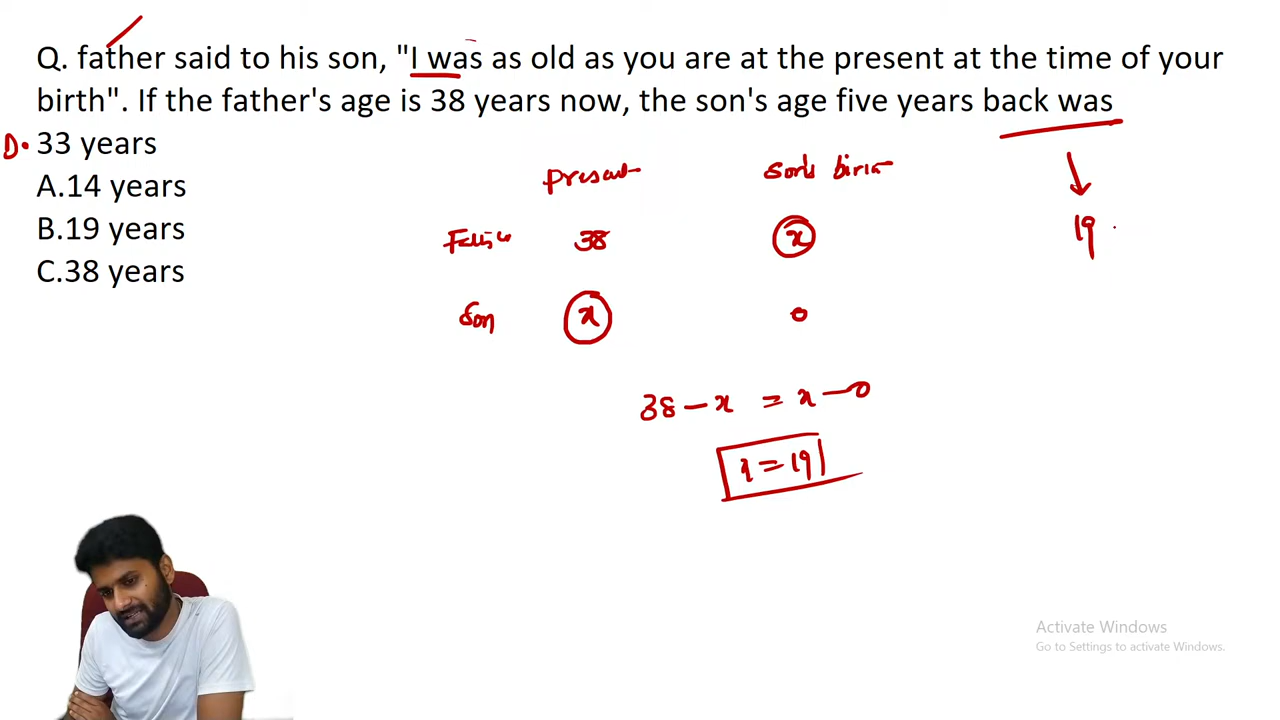 Q. father said to his son, "I was as old as you are at the present at the time of your
birth". If the father's age is 38 years now, the son's age five years back was
D. 33 years
A.14 years
B.19 years
C.38 years
Present Son's birth
Father 38 x
19
Son x 0
38 - x = x - 0
x = 19
Activate Windows
Go to Settings to activate Windows.